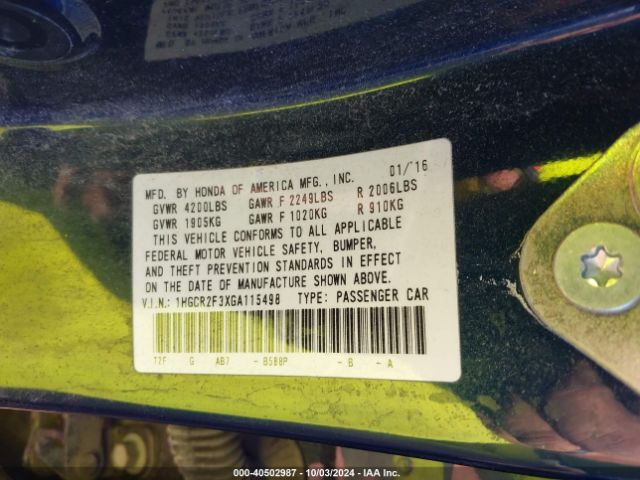 MFD. BY HONDA OF AMERICA MFG., INC. 01/16
GVWR 4200LBS GAWR F 2249LBS R 2006LBS
GVWR 1905KG GAWR F 1020KG R 910KG
THIS VEHICLE CONFORMS TO ALL APPLICABLE
FEDERAL MOTOR VEHICLE SAFETY, BUMPER,
AND THEFT PREVENTION STANDARDS IN EFFECT
ON THE DATE OF MANUFACTURE SHOWN ABOVE.
V.I.N.: 1HGCR2F3XGA115498 TYPE: PASSENGER CAR
T2F G AB7 - B588P - B - A
000-40502987 - 10/03/2024 - IAA Inc.